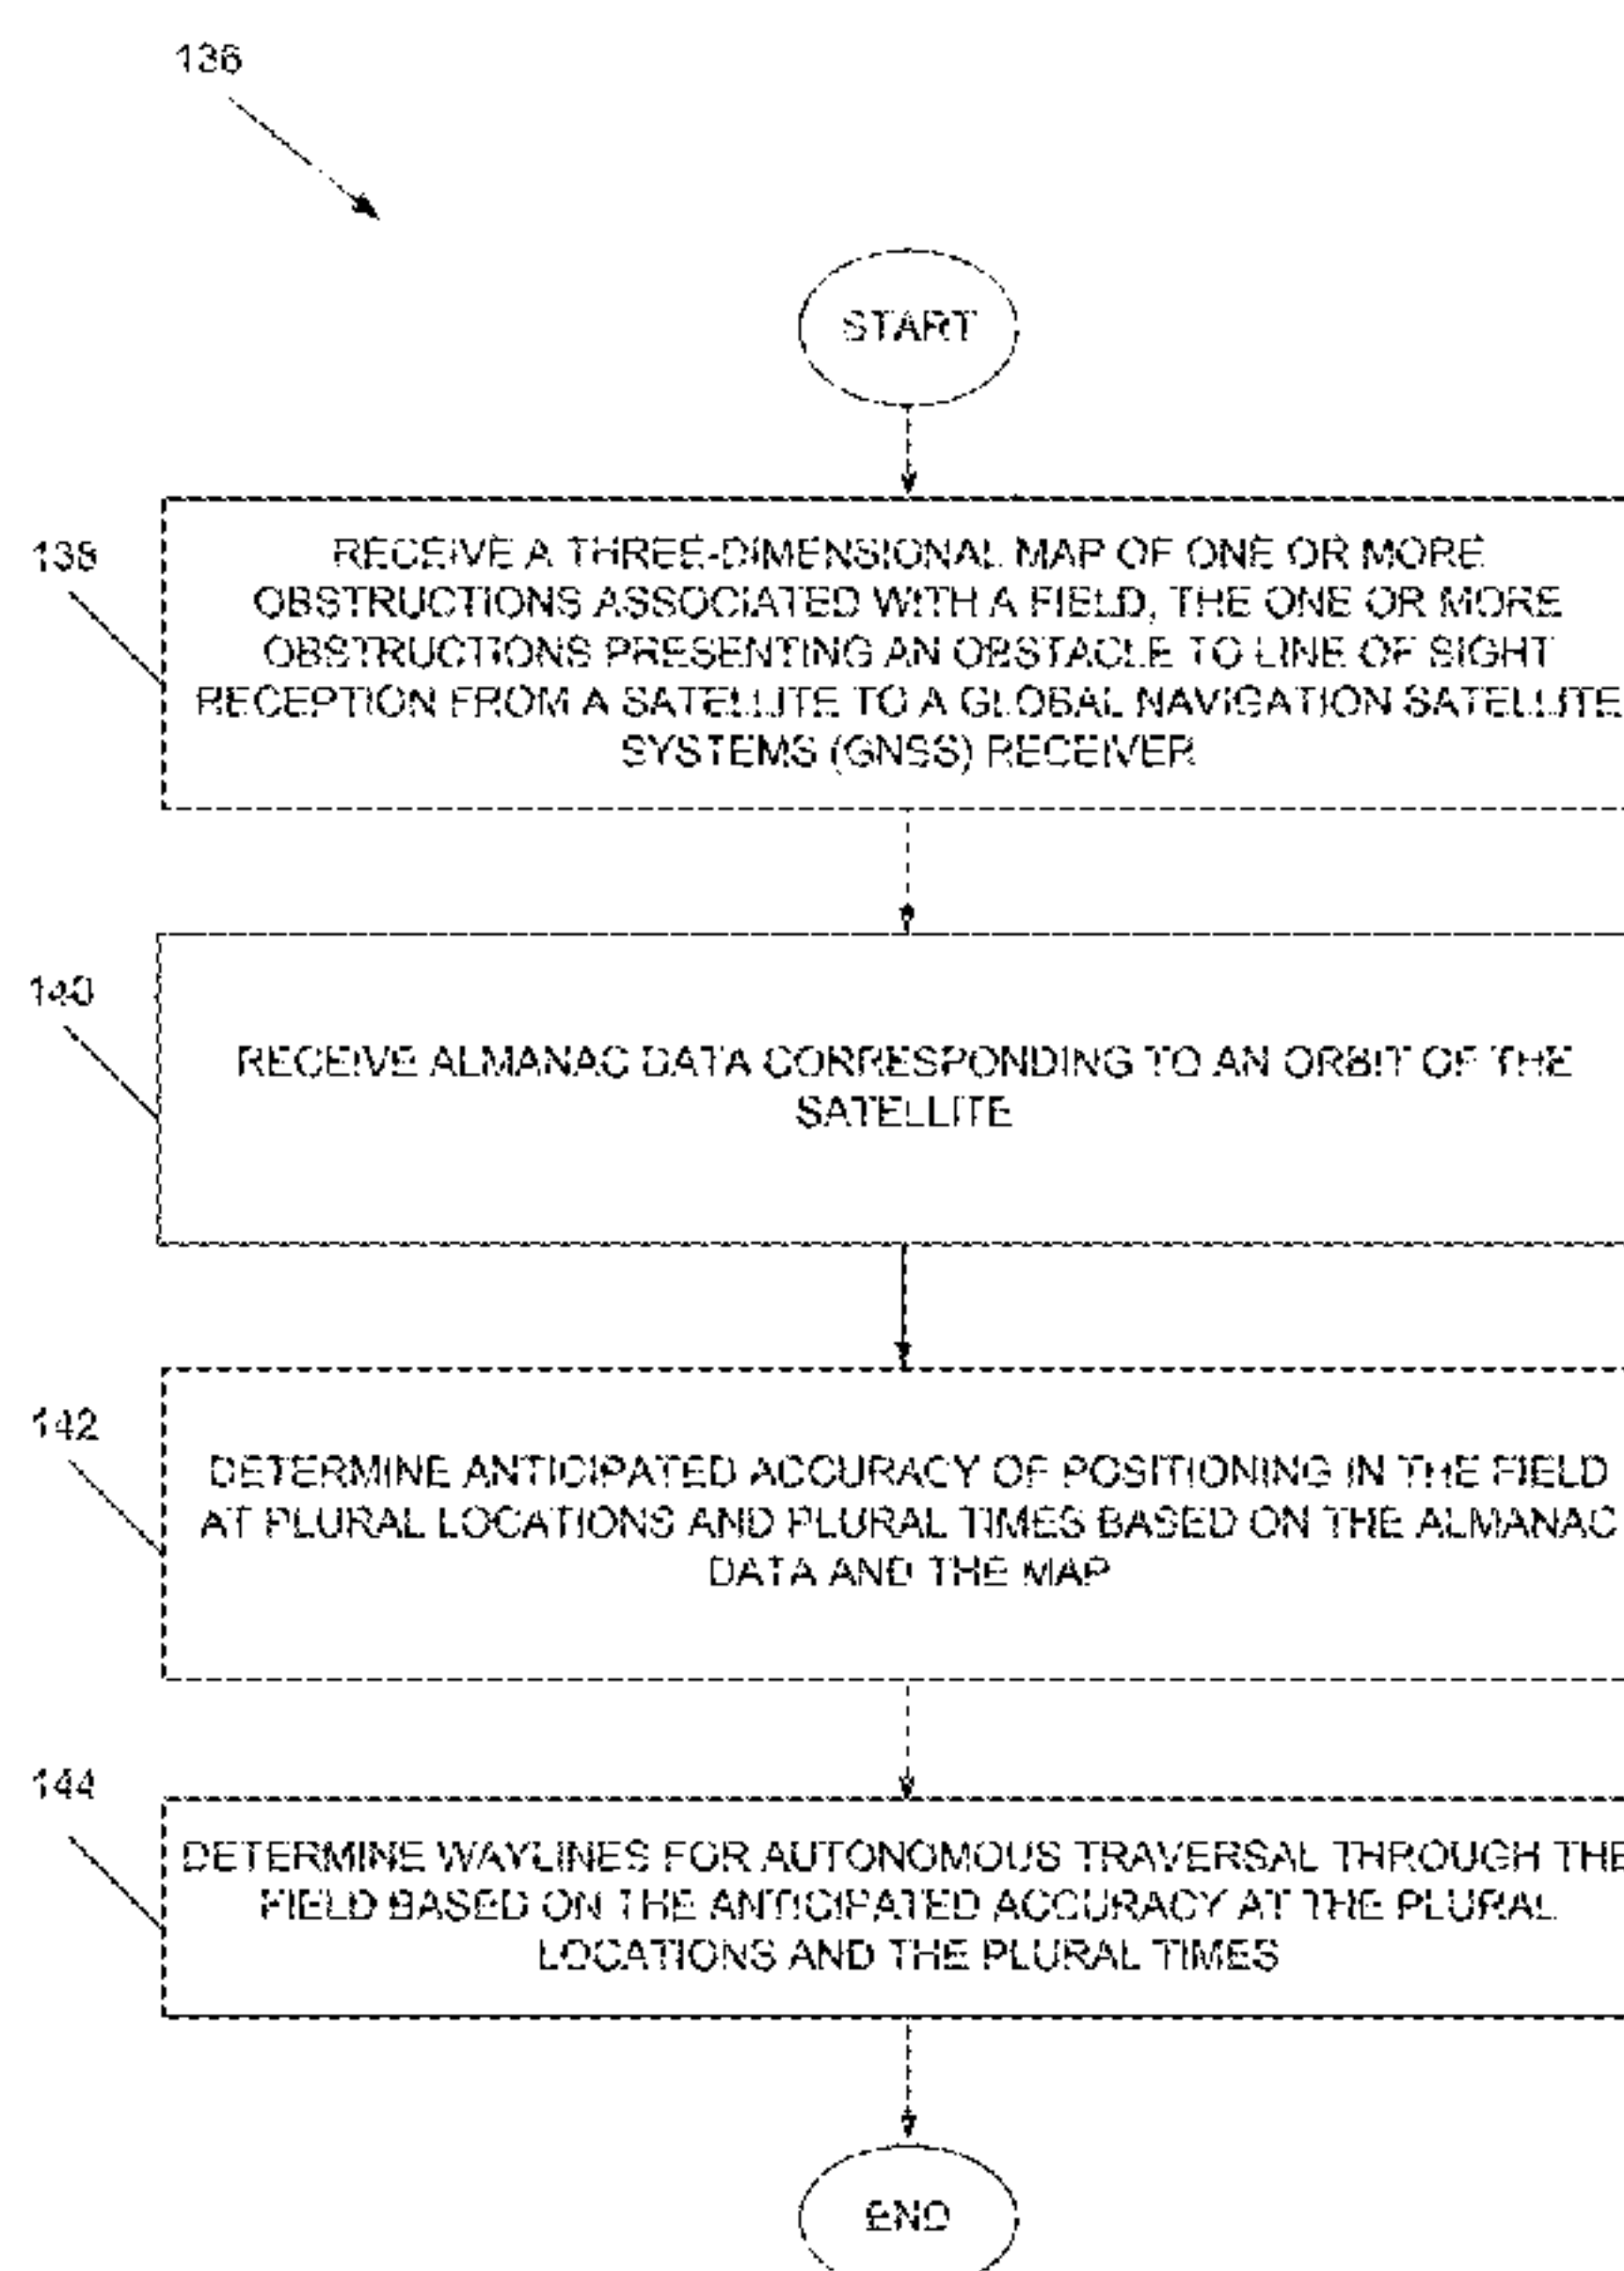 136
START
138
RECEIVE A THREE-DIMENSIONAL MAP OF ONE OR MORE
OBSTRUCTIONS ASSOCIATED WITH A FIELD, THE ONE OR MORE
OBSTRUCTIONS PRESENTING AN OBSTACLE TO LINE OF SIGHT
RECEPTION FROM A SATELLITE TO A GLOBAL NAVIGATION SATELLITE
SYSTEMS (GNSS) RECEIVER
140
RECEIVE ALMANAC DATA CORRESPONDING TO AN ORBIT OF THE
SATELLITE
142
DETERMINE ANTICIPATED ACCURACY OF POSITIONING IN THE FIELD
AT PLURAL LOCATIONS AND PLURAL TIMES BASED ON THE ALMANAC
DATA AND THE MAP
144
DETERMINE WAYLINES FOR AUTONOMOUS TRAVERSAL THROUGH THE
FIELD BASED ON THE ANTICIPATED ACCURACY AT THE PLURAL
LOCATIONS AND THE PLURAL TIMES
END